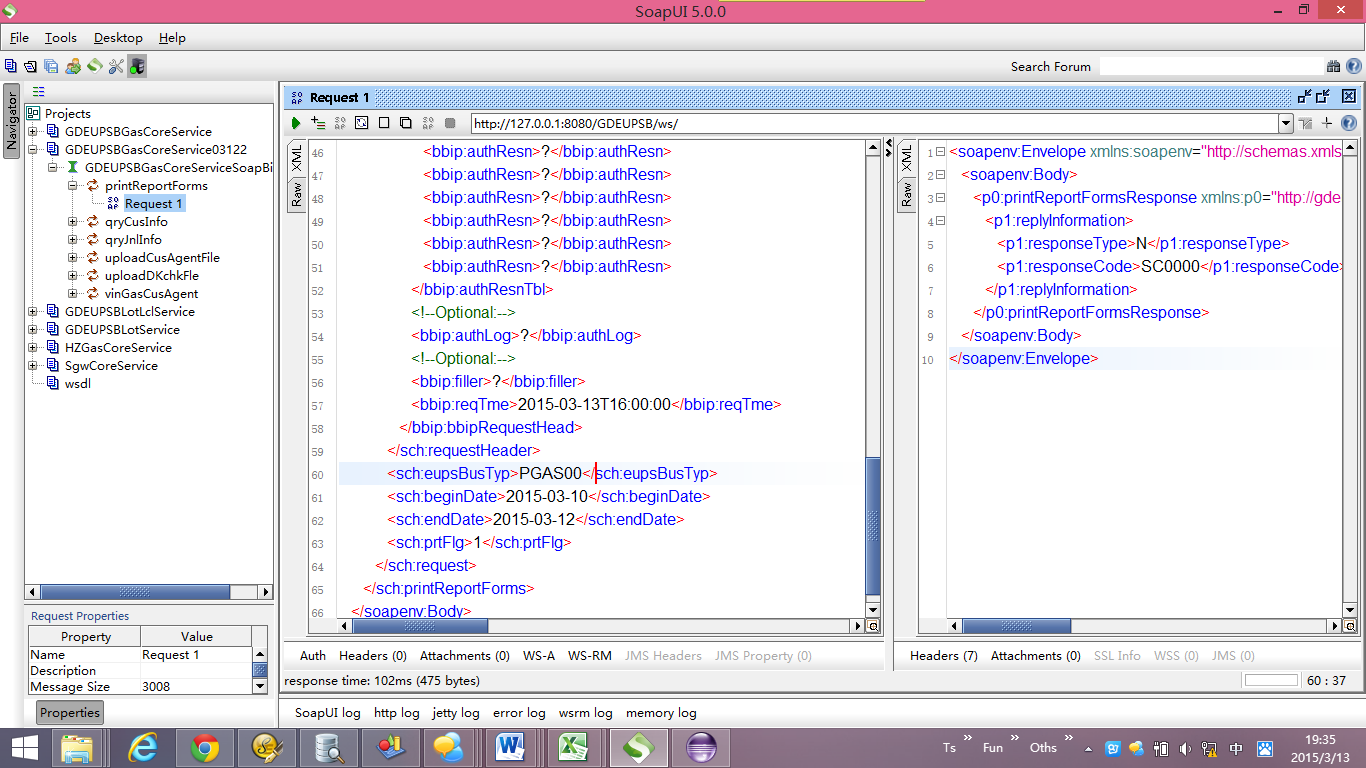 SoapUI 5.0.0
File Tools Desktop Help
Search Forum
Navigator
Projects
GDEUPSBGasCoreService
GDEUPSBGasCoreService03122
GDEUPSBGasCoreServiceSoapBi
printReportForms
Request 1
qryCusInfo
qryJnlInfo
uploadCusAgentFile
uploadDKchkFle
vinGasCusAgent
GDEUPSBLotLclService
GDEUPSBLotService
HZGasCoreService
SgwCoreService
wsdl
Request Properties
Property Value
Name Request 1
Description
Message Size 3008
Properties
Request 1
http://127.0.0.1:8080/GDEUPSB/ws/
XML
Raw
46 <bbip:authResn>?</bbip:authResn>
47 <bbip:authResn>?</bbip:authResn>
48 <bbip:authResn>?</bbip:authResn>
49 <bbip:authResn>?</bbip:authResn>
50 <bbip:authResn>?</bbip:authResn>
51 <bbip:authResn>?</bbip:authResn>
52 </bbip:authResnTbl>
53 <!--Optional:-->
54 <bbip:authLog>?</bbip:authLog>
55 <!--Optional:-->
56 <bbip:filler>?</bbip:filler>
57 <bbip:reqTme>2015-03-13T16:00:00</bbip:reqTme>
58 </bbip:bbipRequestHead>
59 </sch:requestHeader>
60 <sch:eupsBusTyp>PGAS00</sch:eupsBusTyp>
61 <sch:beginDate>2015-03-10</sch:beginDate>
62 <sch:endDate>2015-03-12</sch:endDate>
63 <sch:prtFlg>1</sch:prtFlg>
64 </sch:request>
65 </sch:printReportForms>
66 </soapenv:Body>
XML
Raw
1 <soapenv:Envelope xmlns:soapenv="http://schemas.xmls
2 <soapenv:Body>
3 <p0:printReportFormsResponse xmlns:p0="http://gde
4 <p1:replyInformation>
5 <p1:responseType>N</p1:responseType>
6 <p1:responseCode>SC0000</p1:responseCode>
7 </p1:replyInformation>
8 </p0:printReportFormsResponse>
9 </soapenv:Body>
10 </soapenv:Envelope>
Auth Headers (0) Attachments (0) WS-A WS-RM JMS Headers JMS Property (0)
Headers (7) Attachments (0) SSL Info WSS (0) JMS (0)
response time: 102ms (475 bytes)
60 : 37
SoapUI log http log jetty log error log wsrm log memory log
Ts » Fun » Oths »
中
19:35
2015/3/13